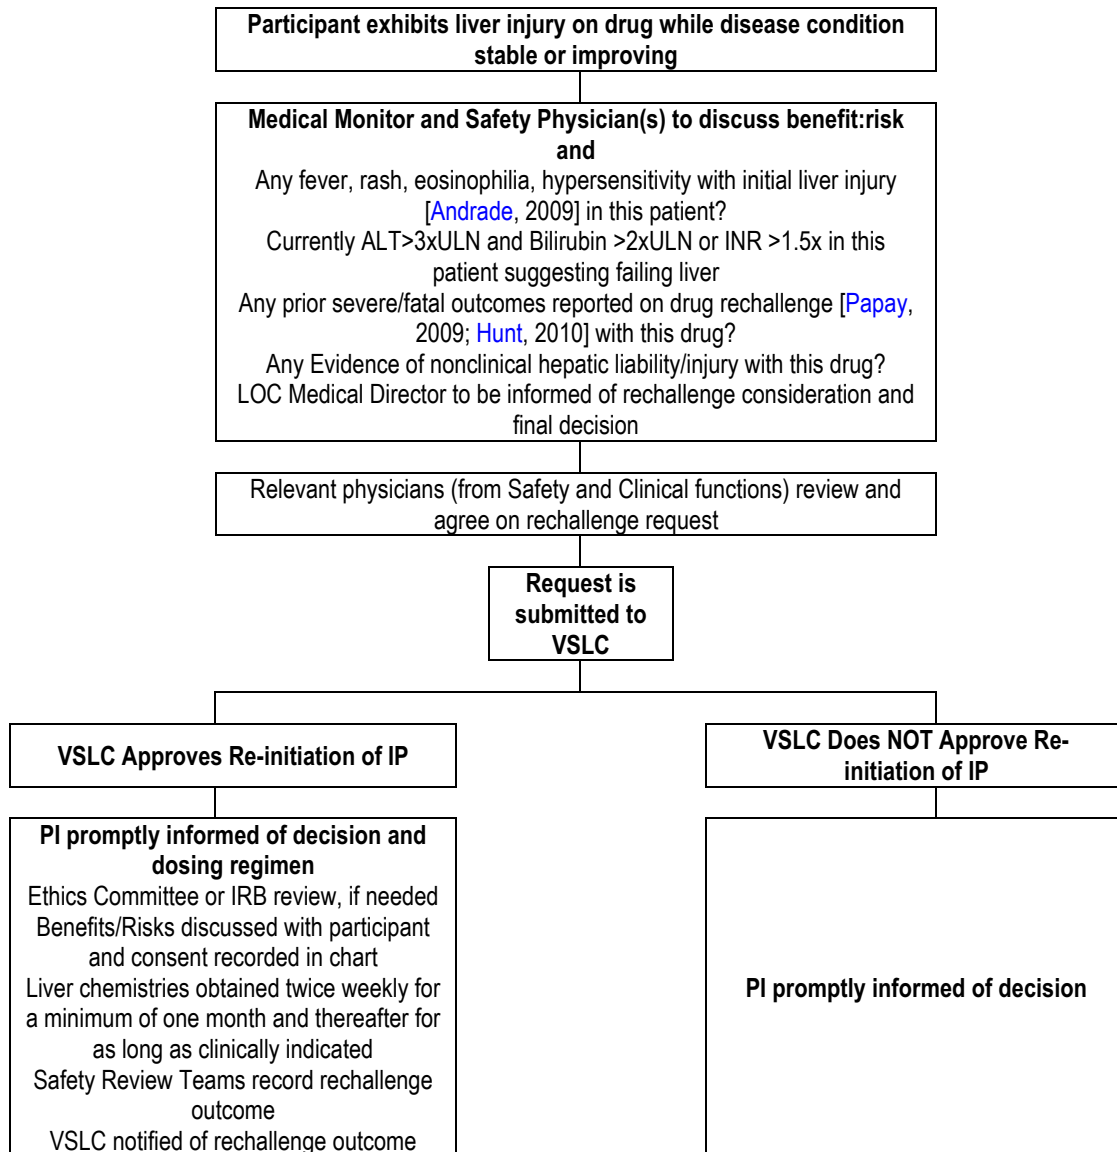 Participant exhibits liver injury on drug while disease condition
stable or improving
Medical Monitor and Safety Physician(s) to discuss benefit:risk
and
Any fever, rash, eosinophilia, hypersensitivity with initial liver injury
[Andrade, 2009] in this patient?
Currently ALT>3xULN and Bilirubin >2xULN or INR >1.5x in this
patient suggesting failing liver
Any prior severe/fatal outcomes reported on drug rechallenge [Papay,
2009; Hunt, 2010] with this drug?
Any Evidence of nonclinical hepatic liability/injury with this drug?
LOC Medical Director to be informed of rechallenge consideration and
final decision
Relevant physicians (from Safety and Clinical functions) review and
agree on rechallenge request
Request is
submitted to
VSLC
VSLC Approves Re-initiation of IP
PI promptly informed of decision and
dosing regimen
Ethics Committee or IRB review, if needed
Benefits/Risks discussed with participant
and consent recorded in chart
Liver chemistries obtained twice weekly for
a minimum of one month and thereafter for
as long as clinically indicated
Safety Review Teams record rechallenge
outcome
VSLC notified of rechallenge outcome
VSLC Does NOT Approve Re-
initiation of IP
PI promptly informed of decision